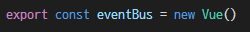 export const eventBus = new Vue()